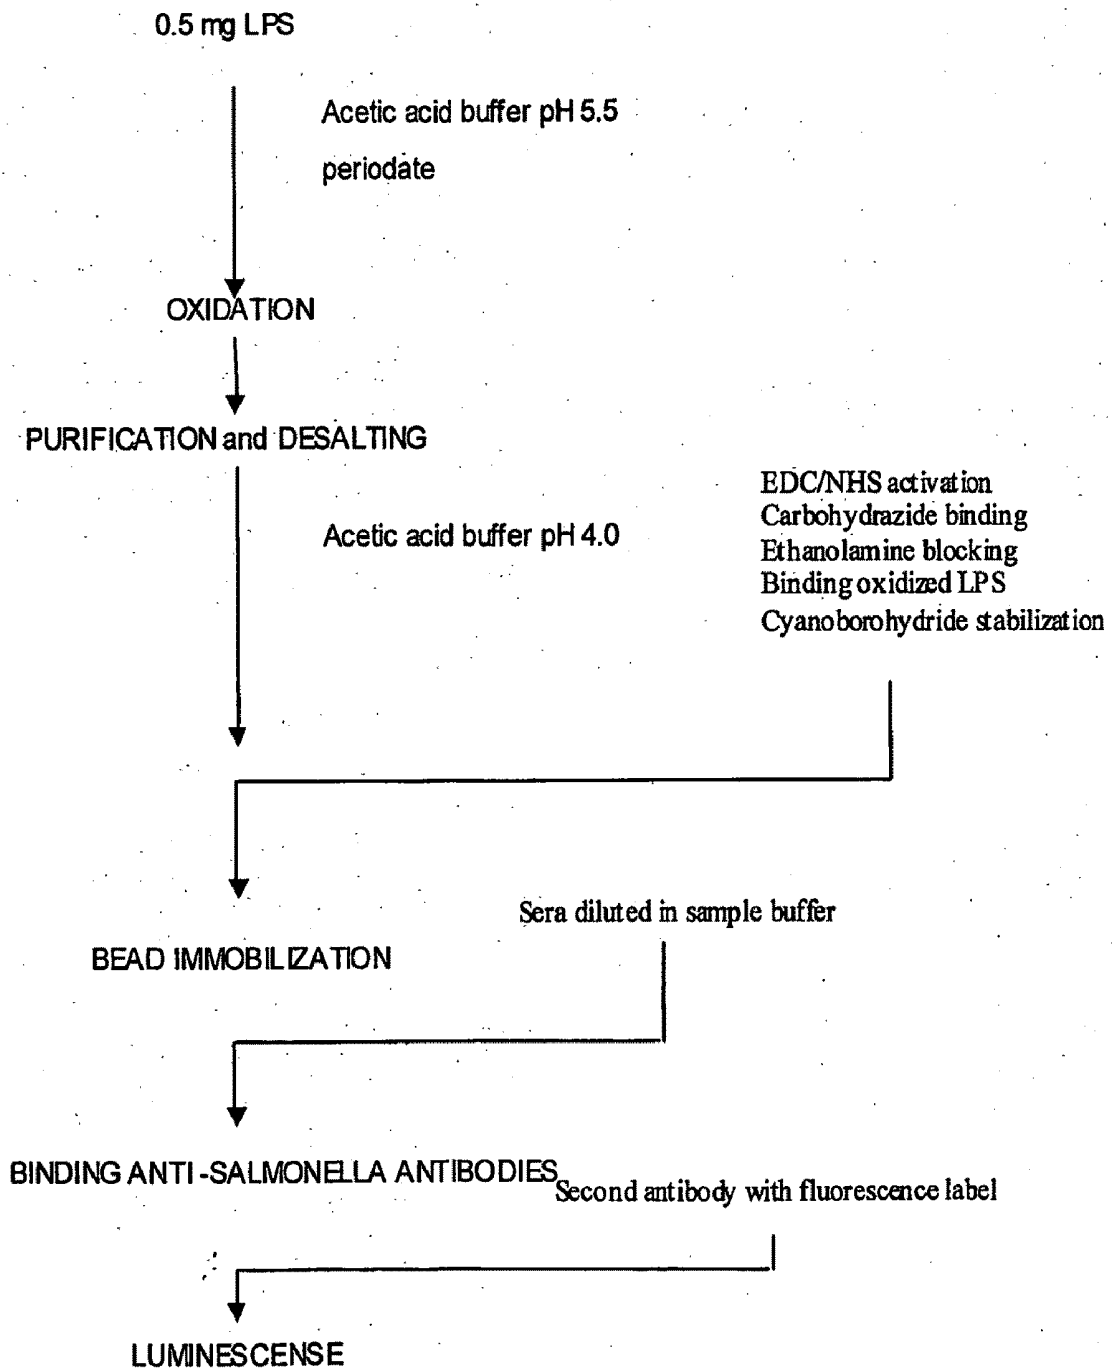 0.5 mg LPS
Acetic acid buffer pH 5.5
periodate
OXIDATION
PURIFICATION and DESALTING
EDC/NHS activation
Carbohydrazide binding
Ethanolamine blocking
Binding oxidized LPS
Cyanoborohydride stabilization
Acetic acid buffer pH 4.0
Sera diluted in sample buffer
BEAD IMMOBILIZATION
BINDING ANTI-SALMONELLA ANTIBODIES
Second antibody with fluorescence label
LUMINESCENSE